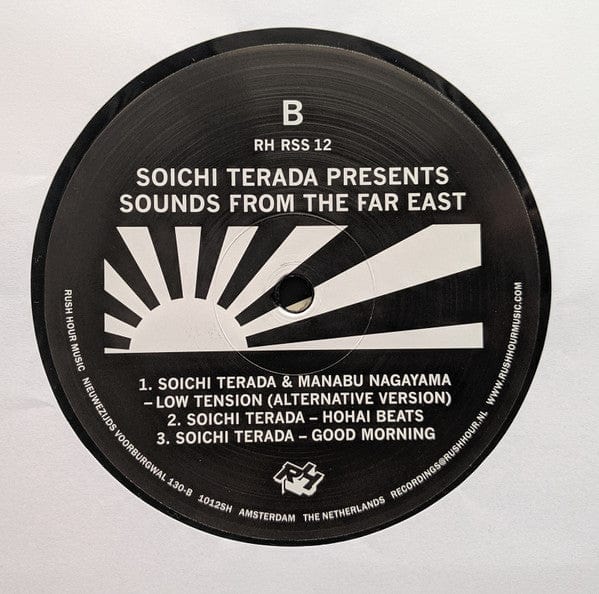 B
RH RSS 12
SOICHI TERADA PRESENTS
SOUNDS FROM THE FAR EAST
1. SOICHI TERADA & MANABU NAGAYAMA
– LOW TENSION (ALTERNATIVE VERSION)
2. SOICHI TERADA – HOHAI BEATS
3. SOICHI TERADA – GOOD MORNING
RH
RUSH HOUR MUSIC NIEUWEZIJDS VOORBURGWAL 130-B 1012SH AMSTERDAM THE NETHERLANDS RECORDINGS@RUSHHOUR.NL WWW.RUSHHOURMUSIC.COM